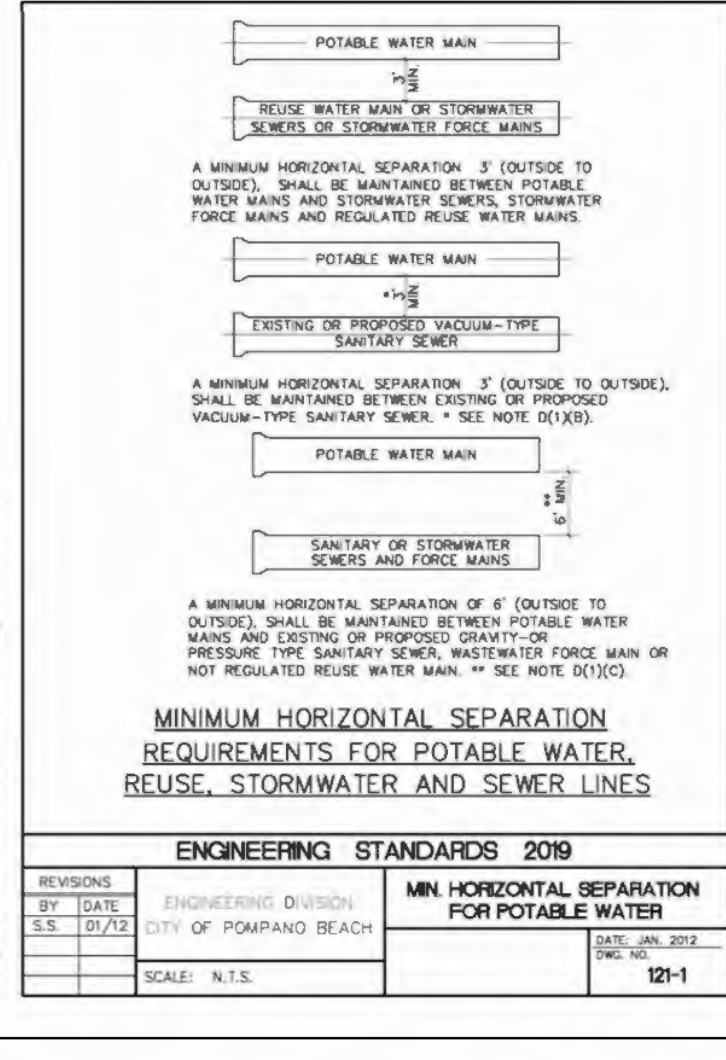 POTABLE WATER MAIN
3' MIN.
REUSE WATER MAIN OR STORMWATER
SEWERS OR STORMWATER FORCE MAINS
A MINIMUM HORIZONTAL SEPARATION 3' (OUTSIDE TO
OUTSIDE), SHALL BE MAINTAINED BETWEEN POTABLE
WATER MAINS AND STORMWATER SEWERS, STORMWATER
FORCE MAINS AND REGULATED REUSE WATER MAINS.
POTABLE WATER MAIN
*3' MIN.
EXISTING OR PROPOSED VACUUM-TYPE
SANITARY SEWER
A MINIMUM HORIZONTAL SEPARATION 3' (OUTSIDE TO OUTSIDE),
SHALL BE MAINTAINED BETWEEN EXISTING OR PROPOSED
VACUUM-TYPE SANITARY SEWER. * SEE NOTE D(1)(B).
POTABLE WATER MAIN
**
6' MIN.
SANITARY OR STORMWATER
SEWERS AND FORCE MAINS
A MINIMUM HORIZONTAL SEPARATION OF 6' (OUTSIDE TO
OUTSIDE), SHALL BE MAINTAINED BETWEEN POTABLE WATER
MAINS AND EXISTING OR PROPOSED GRAVITY-OR
PRESSURE TYPE SANITARY SEWER, WASTEWATER FORCE MAIN OR
NOT REGULATED REUSE WATER MAIN. ** SEE NOTE D(1)(C)
MINIMUM HORIZONTAL SEPARATION
REQUIREMENTS FOR POTABLE WATER,
REUSE, STORMWATER AND SEWER LINES
ENGINEERING STANDARDS 2019
REVISIONS
BY DATE
S.S. 01/12
ENGINEERING DIVISION
CITY OF POMPANO BEACH
SCALE: N.T.S.
MIN. HORIZONTAL SEPARATION
FOR POTABLE WATER
DATE: JAN. 2012
DWG. NO.
121-1